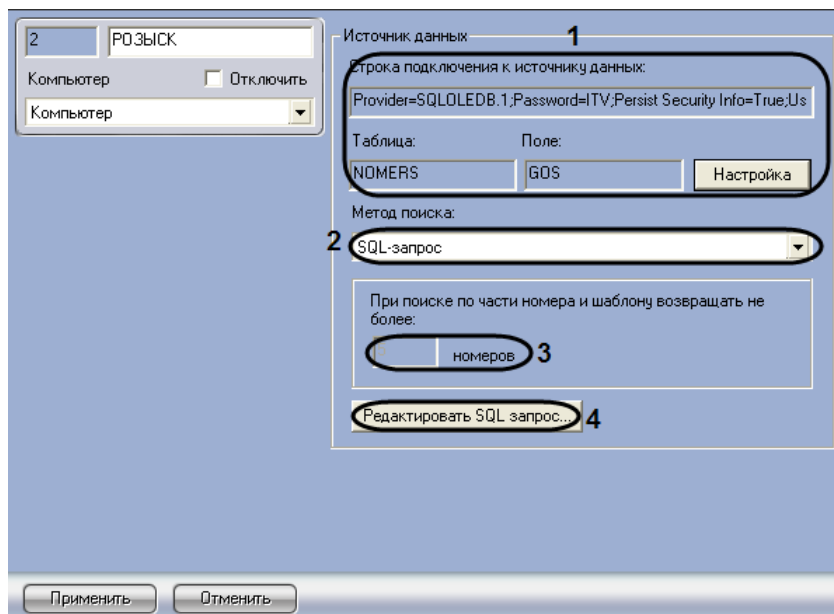 2 РОЗЫСК
Компьютер Отключить
Компьютер
Источник данных 1
Строка подключения к источнику данных:
Provider=SQLOLEDB.1;Password=ITV;Persist Security Info=True;Us
Таблица: Поле:
NOMERS GOS Настройка
Метод поиска:
2 SQL-запрос
При поиске по части номера и шаблону возвращать не
более:
номеров 3
Редактировать SQL запрос... 4
Применить Отменить